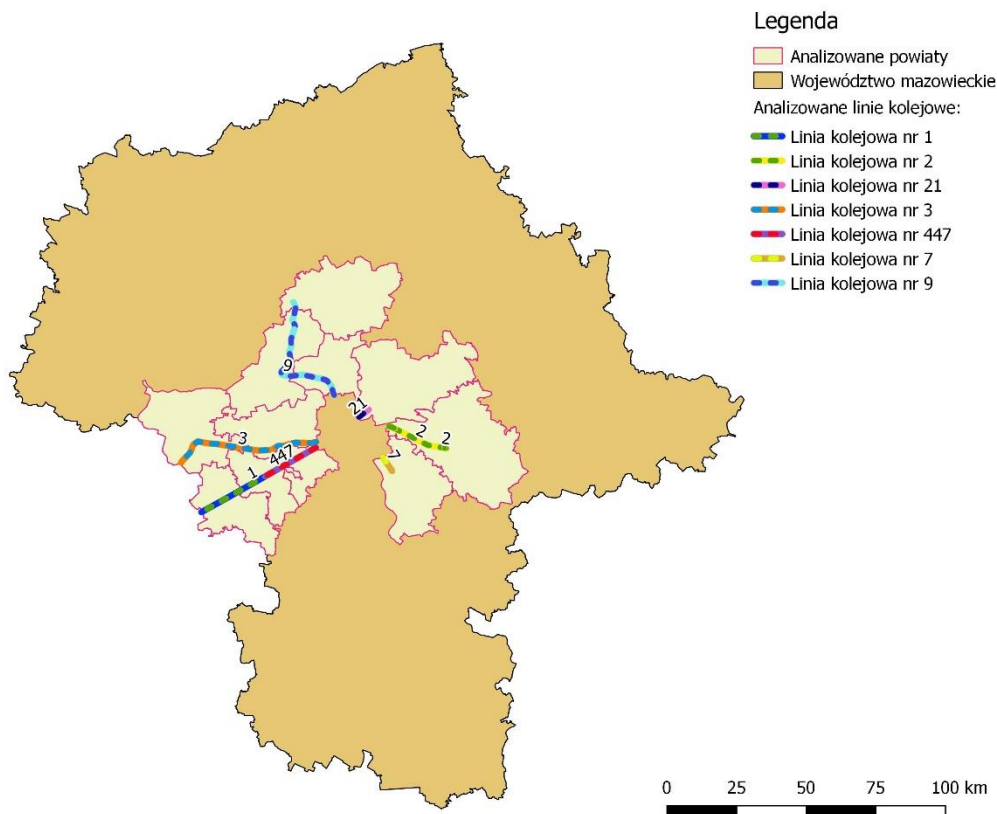 Legenda
Analizowane powiaty
Województwo mazowieckie
Analizowane linie kolejowe:
Linia kolejowa nr 1
Linia kolejowa nr 2
Linia kolejowa nr 21
Linia kolejowa nr 3
Linia kolejowa nr 447
Linia kolejowa nr 7
Linia kolejowa nr 9
9
21
2
2
3
447
1
7
0 25 50 75 100 km